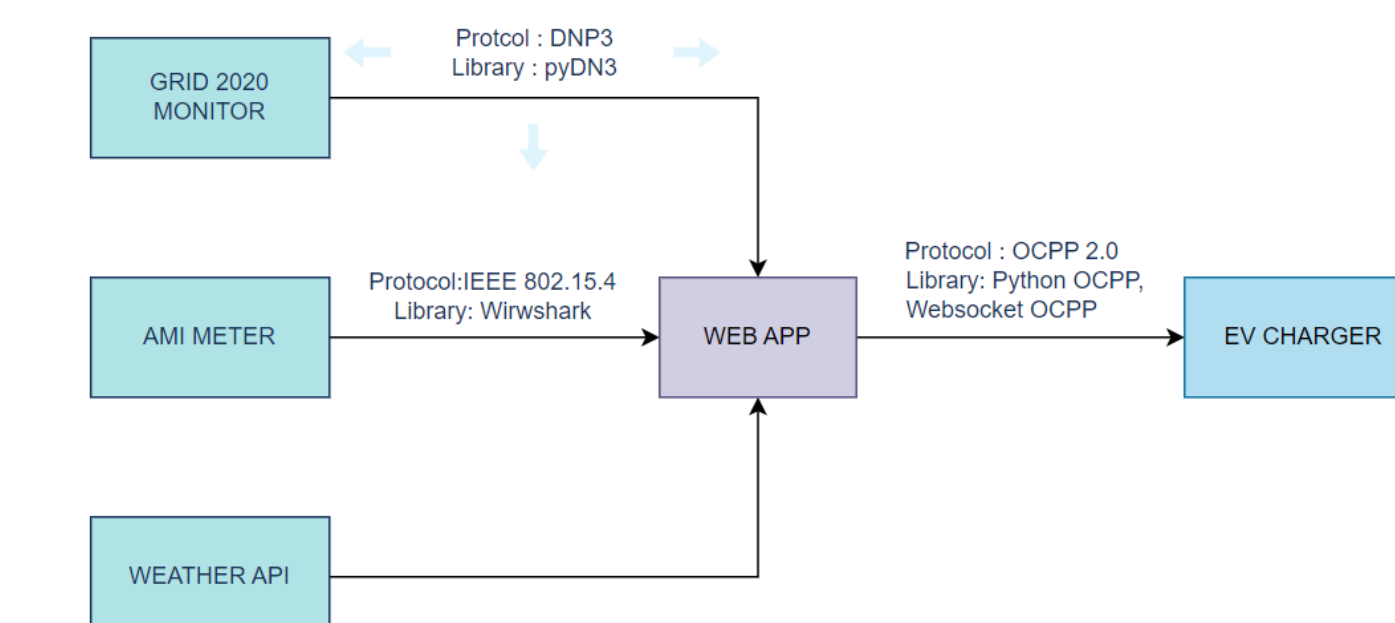 Protcol : DNP3
Library : pyDN3
GRID 2020
MONITOR
Protocol : OCPP 2.0
Library: Python OCPP,
Websocket OCPP
Protocol:IEEE 802.15.4
Library: Wirwshark
AMI METER
WEB APP
EV CHARGER
WEATHER API